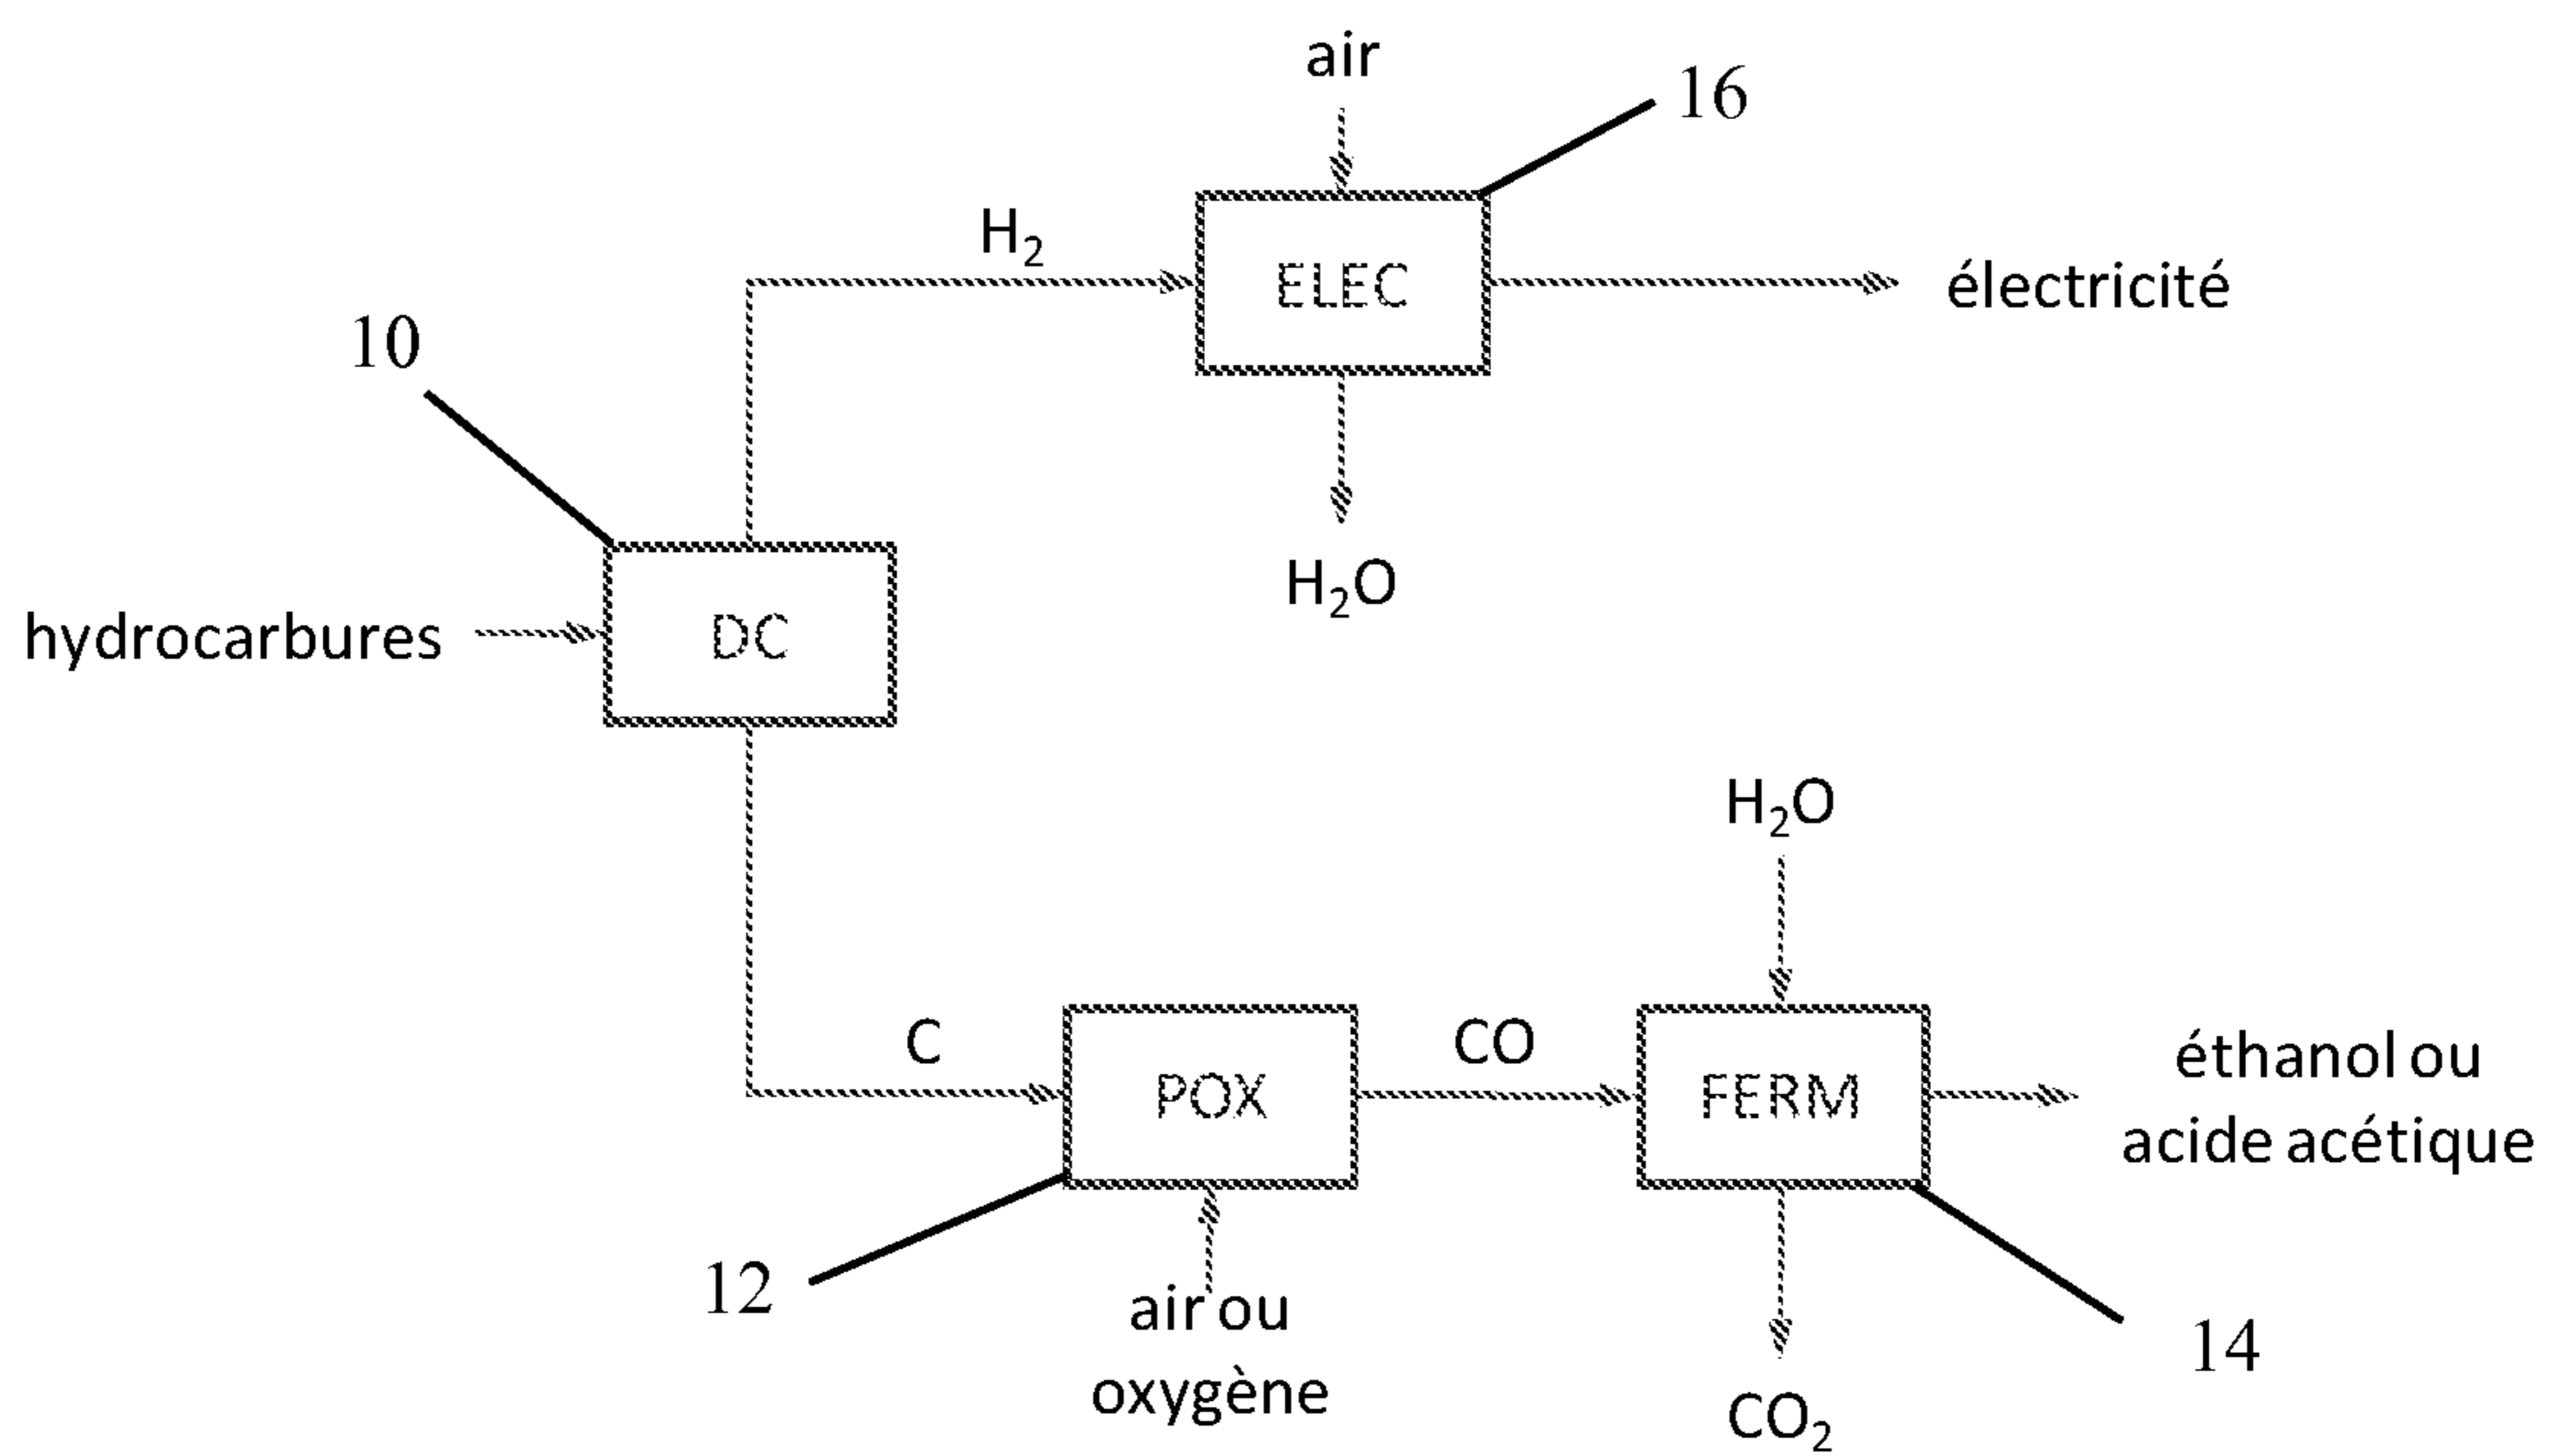 air
16
H₂
ELEC
électricité
10
H₂O
hydrocarbures
DC
H₂O
C
CO
éthanol ou
acide acétique
POX
FERM
12
air ou
oxygène
14
CO₂